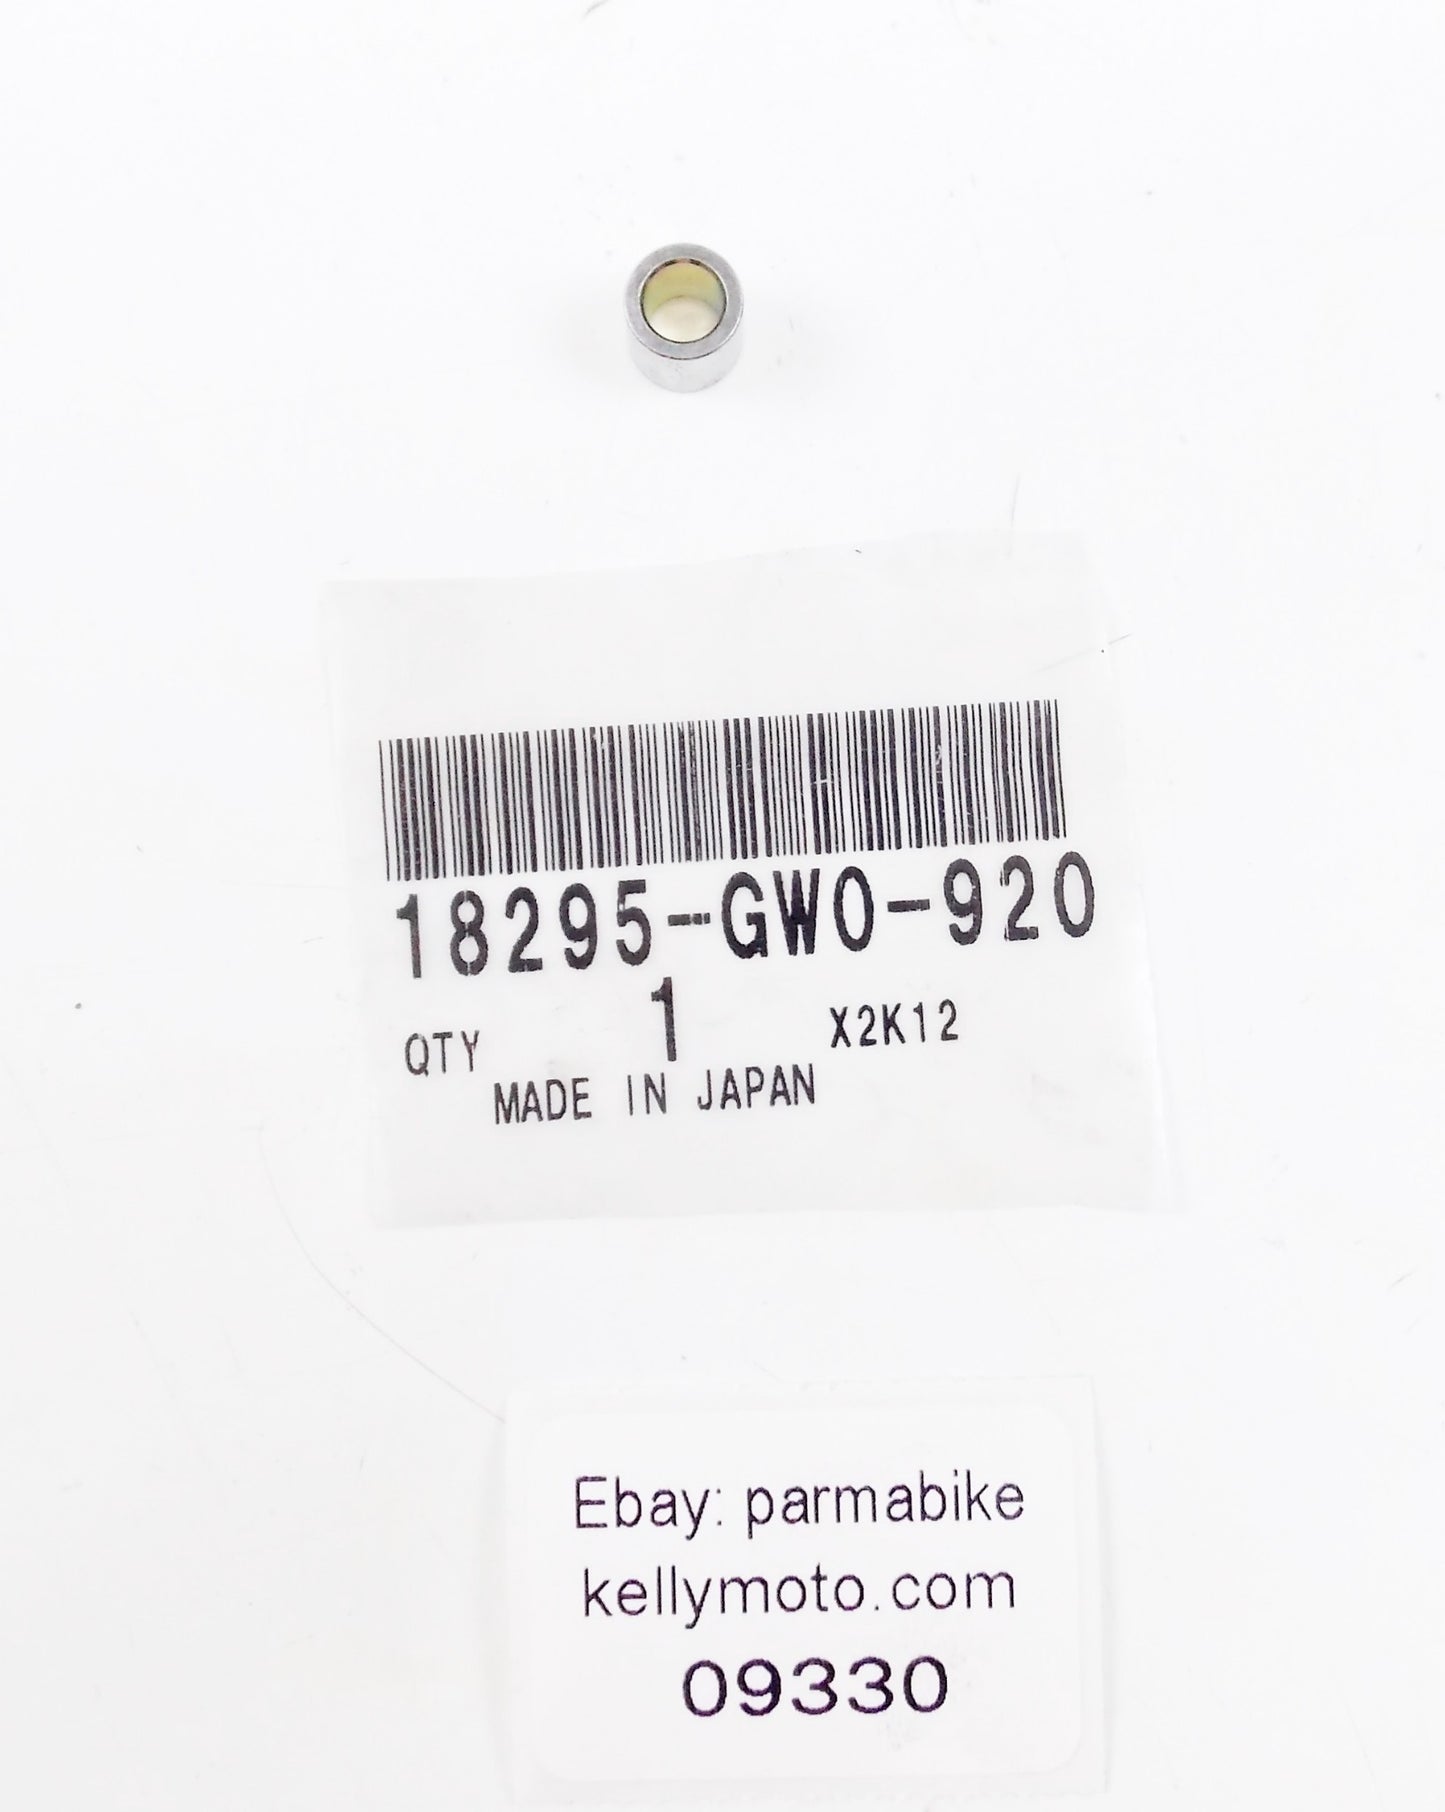 18295-GW0-920
QTY 1 X2K12
MADE IN JAPAN
Ebay: parmabike
kellymoto.com
09330